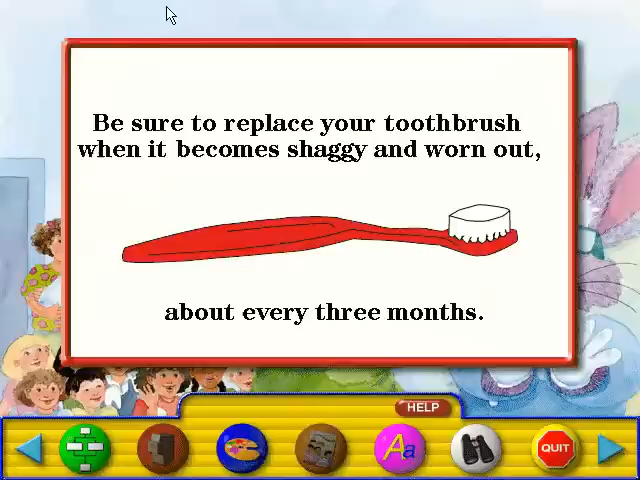 Be sure to replace your toothbrush
when it becomes shaggy and worn out,
about every three months.
HELP
Aa
QUIT